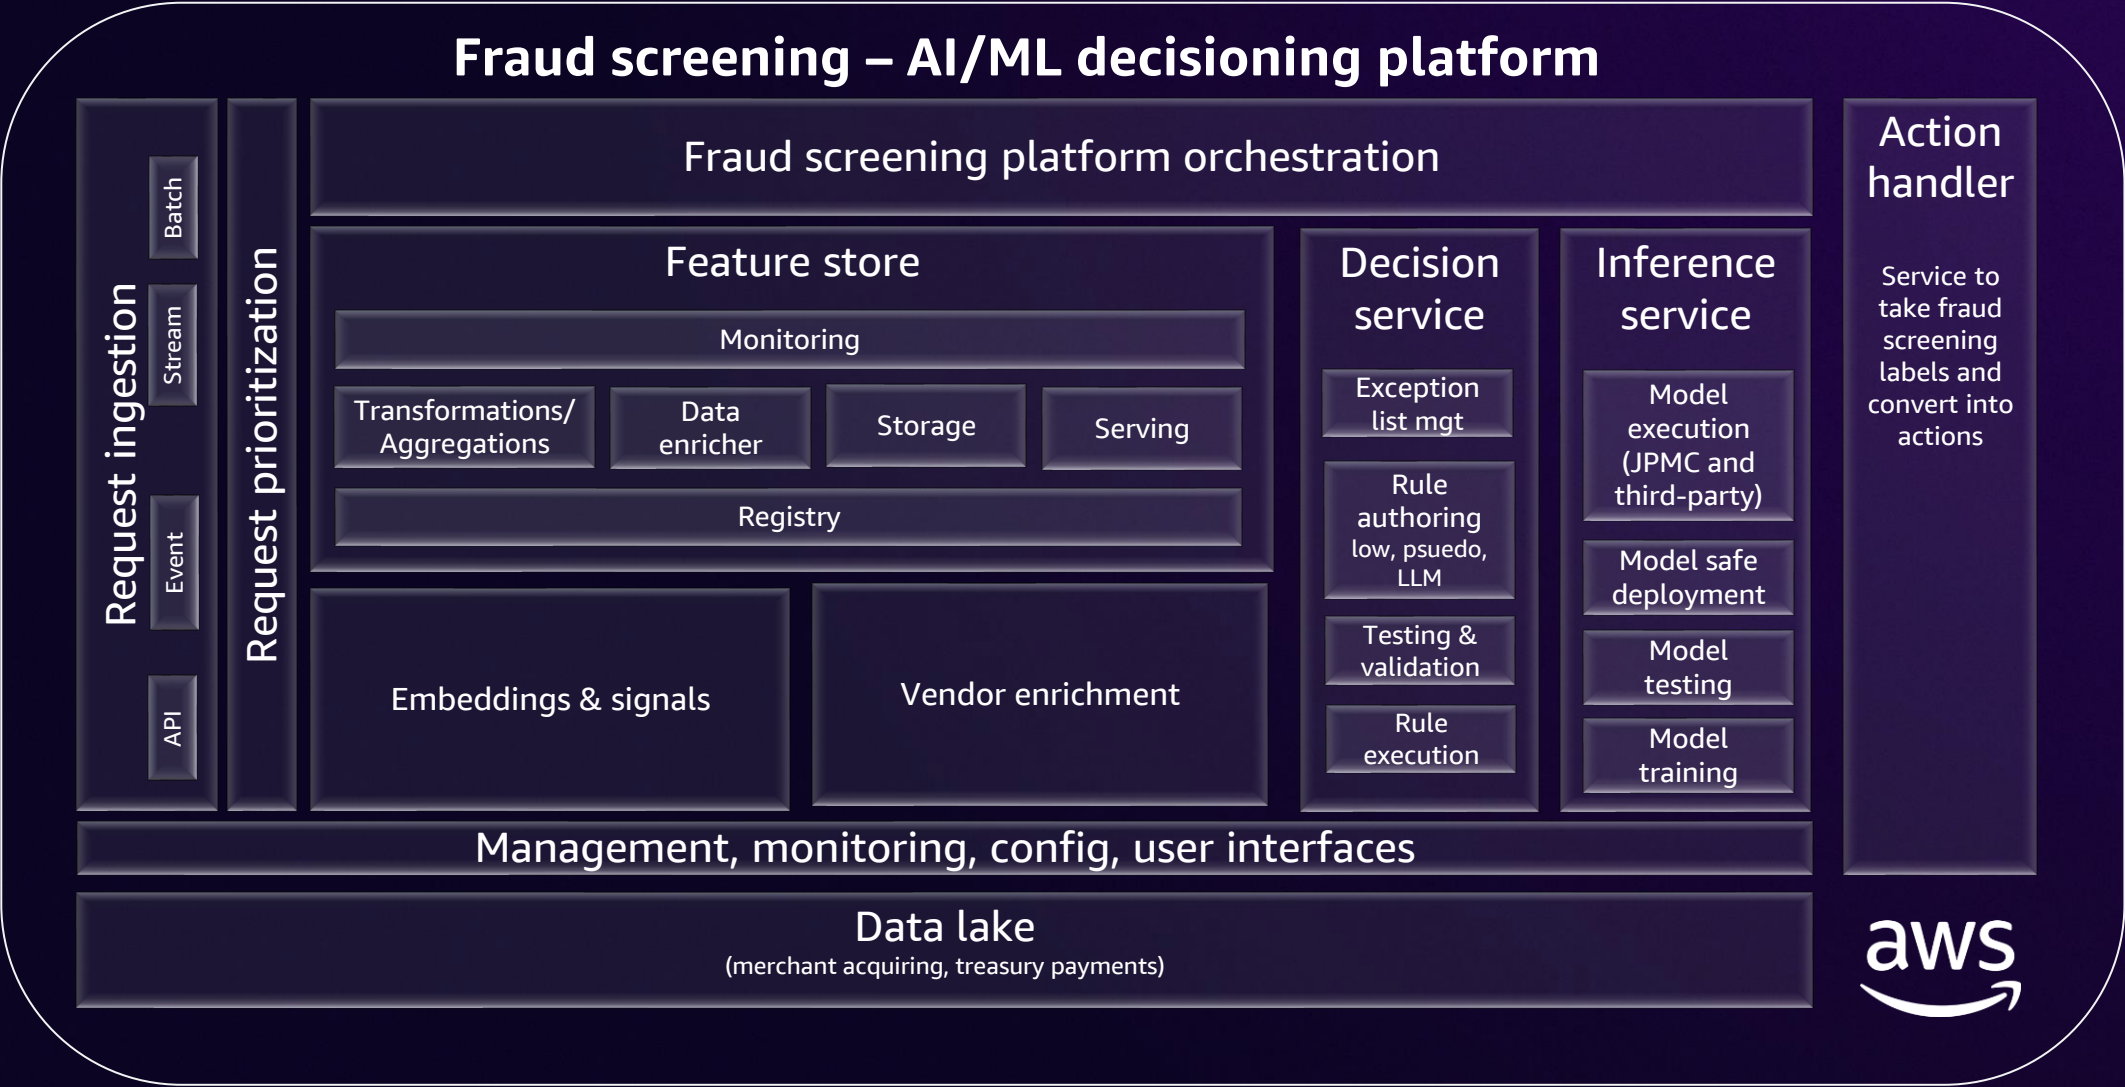 Fraud screening – AI/ML decisioning platform
Request ingestion
Batch
Stream
Event
API
Request prioritization
Fraud screening platform orchestration
Feature store
Monitoring
Transformations/
Aggregations
Data
enricher
Storage
Serving
Registry
Embeddings & signals
Vendor enrichment
Decision
service
Exception
list mgt
Rule
authoring
low, psuedo,
LLM
Testing &
validation
Rule
execution
Inference
service
Model
execution
(JPMC and
third-party)
Model safe
deployment
Model
testing
Model
training
Action
handler
Service to
take fraud
screening
labels and
convert into
actions
Management, monitoring, config, user interfaces
Data lake
(merchant acquiring, treasury payments)
aws